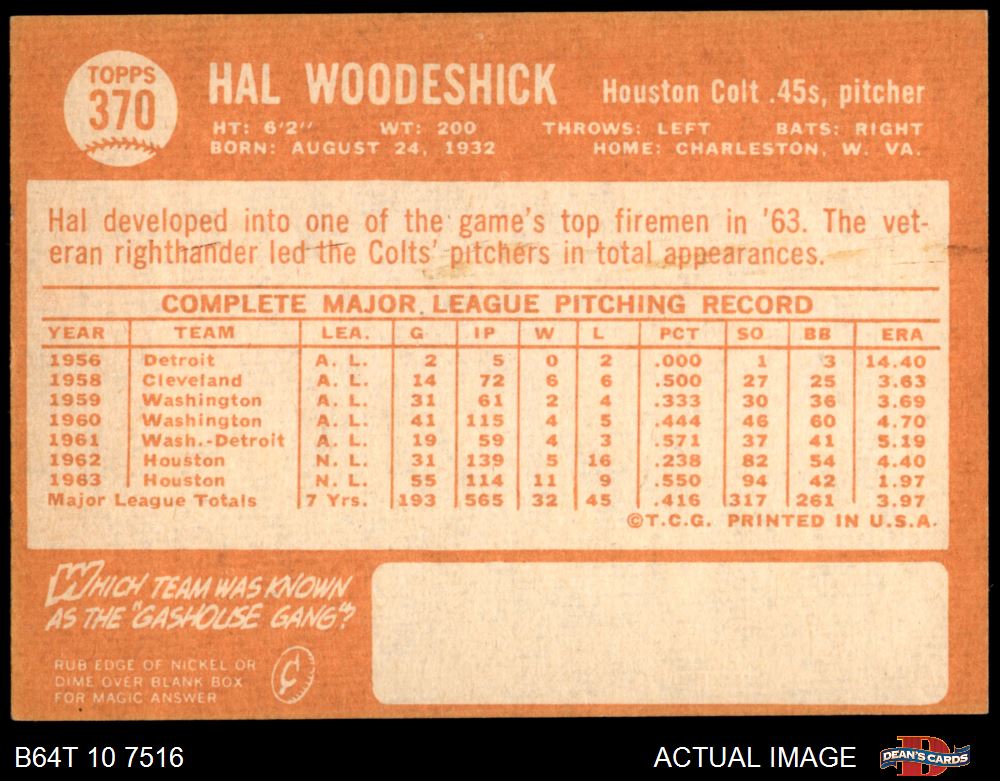 TOPPS
370
HAL WOODESHICK
Houston Colt .45s, pitcher
HT: 6'2" WT: 200 THROWS: LEFT BATS: RIGHT
BORN: AUGUST 24, 1932 HOME: CHARLESTON, W. VA.
Hal developed into one of the game's top firemen in '63. The vet-
eran righthander led the Colts' pitchers in total appearances.
COMPLETE MAJOR LEAGUE PITCHING RECORD
YEAR TEAM LEA. G IP W L PCT SO BB ERA
1956 Detroit A. L. 2 5 0 2 .000 1 3 14.40
1958 Cleveland A. L. 14 72 6 6 .500 27 25 3.63
1959 Washington A. L. 31 61 2 4 .333 30 36 3.69
1960 Washington A. L. 41 115 4 5 .444 46 60 4.70
1961 Wash.-Detroit A. L. 19 59 4 3 .571 37 41 5.19
1962 Houston N. L. 31 139 5 16 .238 82 54 4.40
1963 Houston N. L. 55 114 11 9 .550 94 42 1.97
Major League Totals 7 Yrs. 193 565 32 45 .416 317 261 3.97
©T.C.G. PRINTED IN U.S.A.
WHICH TEAM WAS KNOWN
AS THE "GASHOUSE GANG"?
RUB EDGE OF NICKEL OR
DIME OVER BLANK BOX
FOR MAGIC ANSWER
¢
B64T 10 7516 ACTUAL IMAGE
DEAN'S CARDS